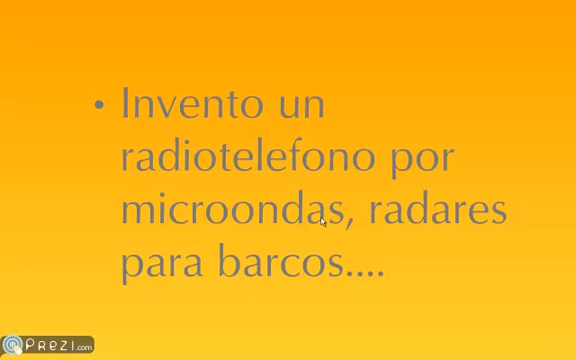 • Invento un
radiotelefono por
microondas, radares
para barcos....
PREZI.com